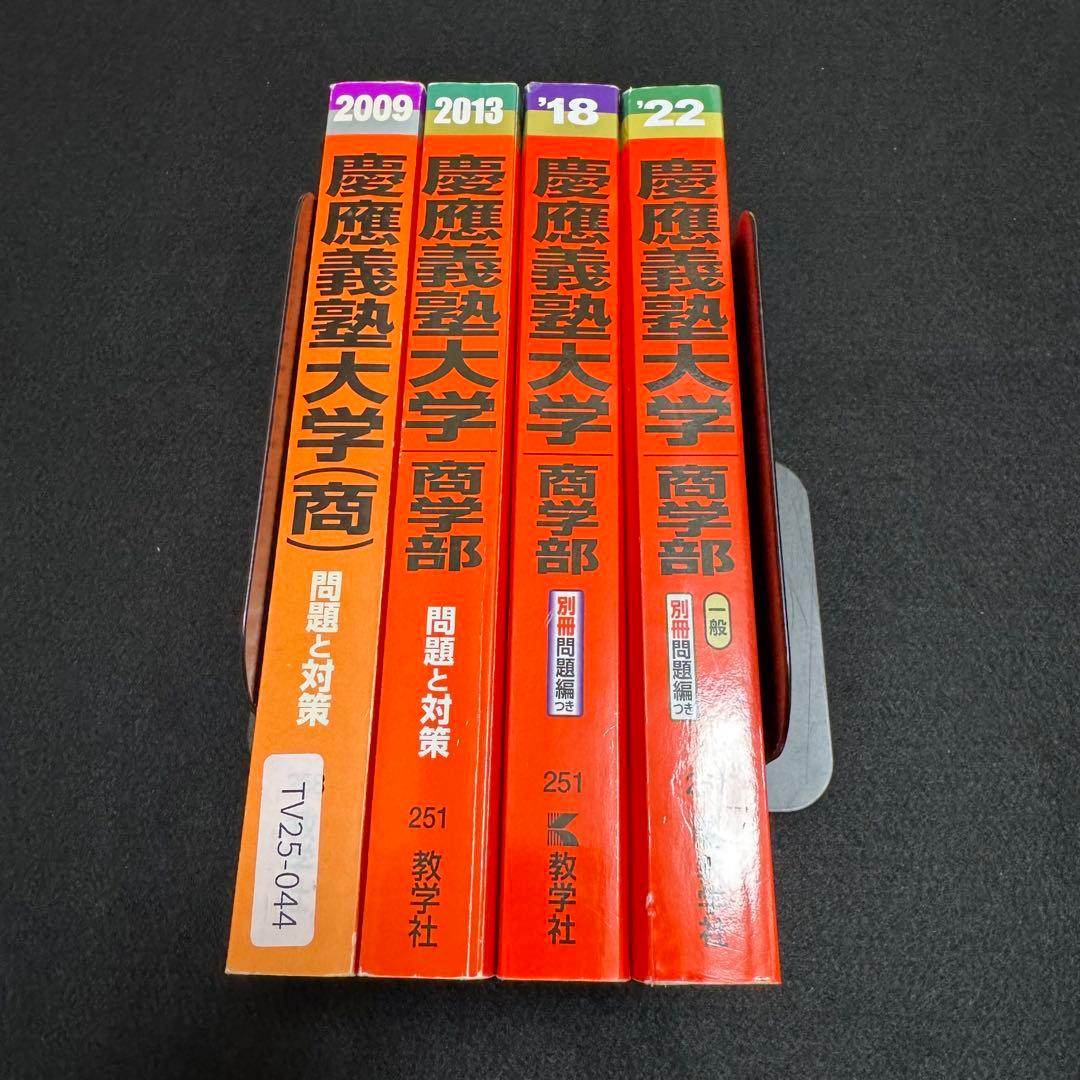 2009
慶應義塾大学(商)
問題と対策
TV25-044
2013
慶應義塾大学
商学部
問題と対策
251
教学社
'18
慶應義塾大学
商学部
別冊問題編つき
251
教学社
'22
慶應義塾大学
商学部
一般
別冊問題編つき